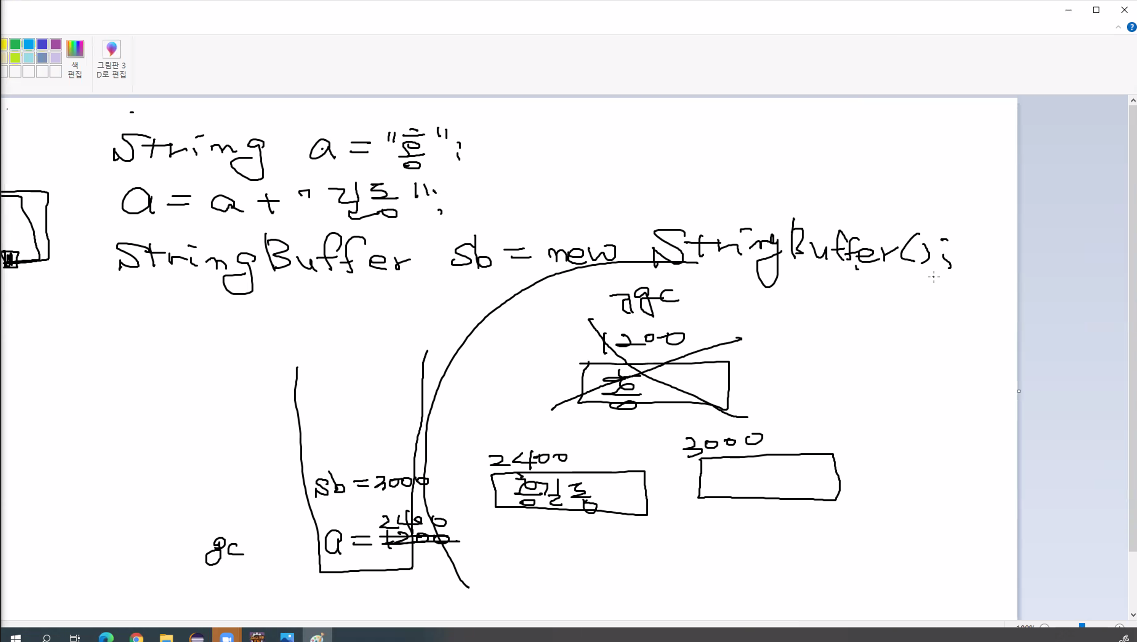 색
편집
그림판 3
D로 편집
String a = "홍";
a = a + "길동";
StringBuffer sb = new StringBuffer();
gc
1200
홍
2400
홍길동
3000
sb = 3000
2400
a = 1200
gc